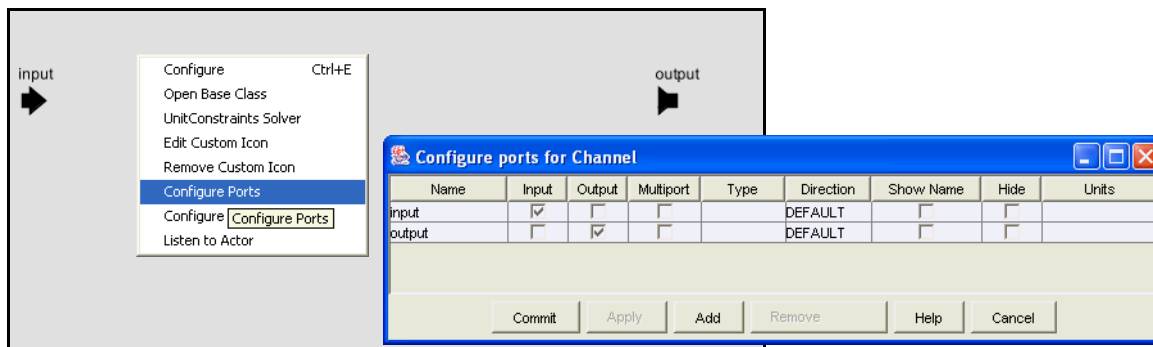 input
output
Configure Ctrl+E
Open Base Class
UnitConstraints Solver
Edit Custom Icon
Remove Custom Icon
Configure Ports
Configure
Configure Ports
Listen to Actor
Configure ports for Channel
Name Input Output Multiport Type Direction Show Name Hide Units
input DEFAULT
output DEFAULT
Commit Apply Add Remove Help Cancel